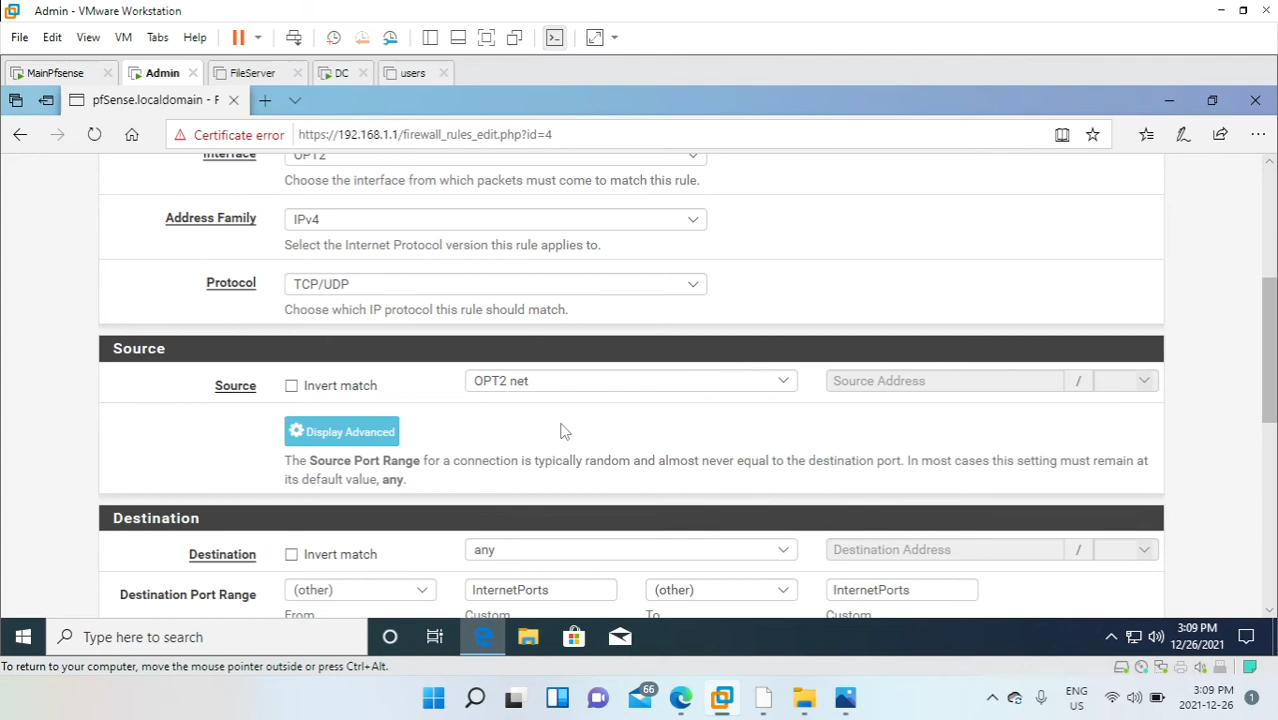 Admin - VMware Workstation
File Edit View VM Tabs Help
MainPfsense Admin FileServer DC users
pfSense.localdomain - F
Certificate error https://192.168.1.1/firewall_rules_edit.php?id=4
Interface OPT2
Choose the interface from which packets must come to match this rule.
Address Family IPv4
Select the Internet Protocol version this rule applies to.
Protocol TCP/UDP
Choose which IP protocol this rule should match.
Source
Source Invert match OPT2 net Source Address /
Display Advanced
The Source Port Range for a connection is typically random and almost never equal to the destination port. In most cases this setting must remain at
its default value, any.
Destination
Destination Invert match any Destination Address /
Destination Port Range (other) InternetPorts (other) InternetPorts
From Custom To Custom
Type here to search
3:09 PM
12/26/2021
To return to your computer, move the mouse pointer outside or press Ctrl+Alt.
66
ENG
US
3:09 PM
2021-12-26
1